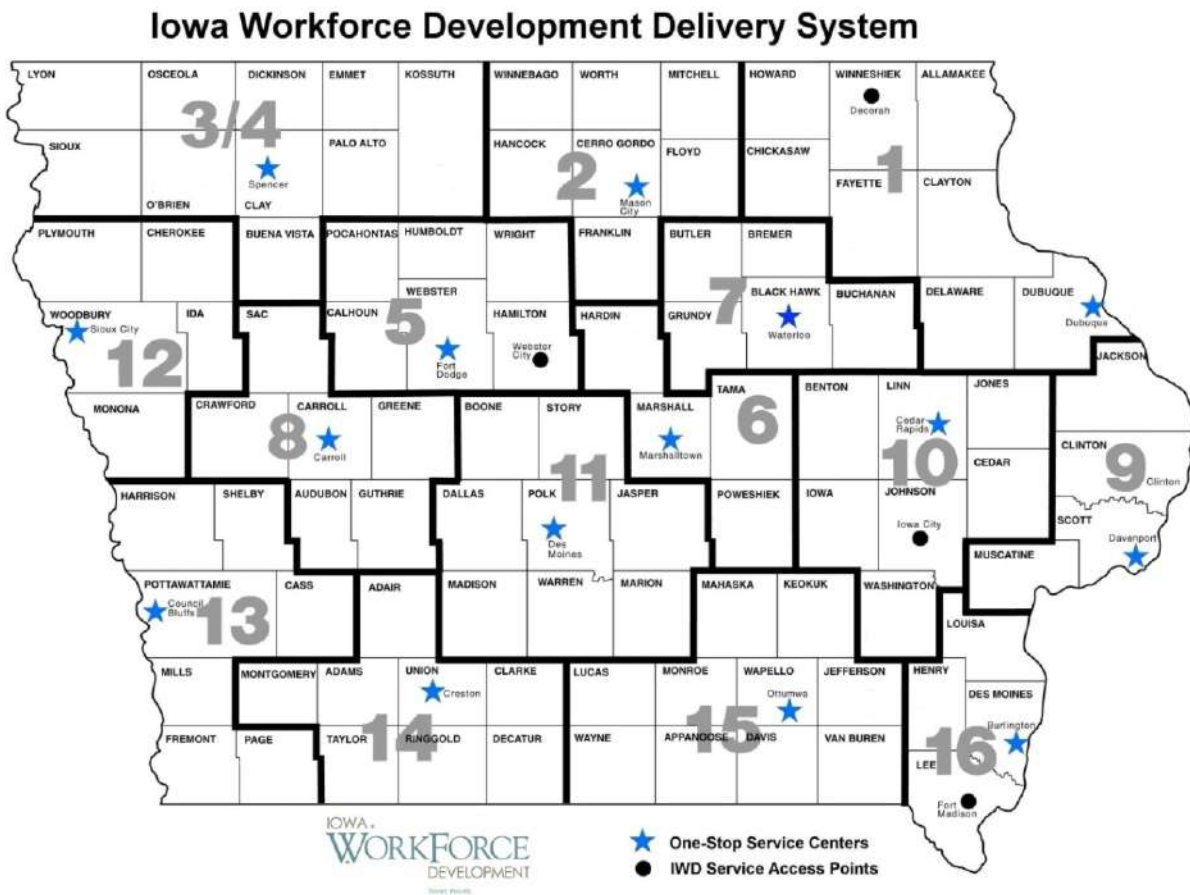 Iowa Workforce Development Delivery System
LYON OSCEOLA DICKINSON EMMET KOSSUTH WINNEBAGO WORTH MITCHELL HOWARD WINNESHIEK ALLAMAKEE
Decorah
3/4
SIOUX PALO ALTO HANCOCK CERRO GORDO FLOYD CHICKASAW
2 1
Spencer Mason
City
FAYETTE CLAYTON
O'BRIEN CLAY
PLYMOUTH CHEROKEE BUENA VISTA POCAHONTAS HUMBOLDT WRIGHT FRANKLIN BUTLER BREMER
WOODBURY IDA SAC CALHOUN WEBSTER HAMILTON HARDIN GRUNDY BLACK HAWK BUCHANAN DELAWARE DUBUQUE
5 7
Sioux City Waterloo Dubuque
12
Fort
Dodge
Webster
City
JACKSON
MONONA CRAWFORD CARROLL GREENE BOONE STORY MARSHALL TAMA BENTON LINN JONES
8 6
Carroll Marshalltown
Cedar
Rapids
10
CLINTON
9
Clinton
CEDAR
HARRISON SHELBY AUDUBON GUTHRIE DALLAS POLK JASPER POWESHIEK IOWA JOHNSON
11
Des
Moines
Iowa City
SCOTT
Davenport
MUSCATINE
POTTAWATTAMIE CASS ADAIR MADISON WARREN MARION MAHASKA KEOKUK WASHINGTON
Council
Bluffs
13
LOUISA
MILLS MONTGOMERY ADAMS UNION CLARKE LUCAS MONROE WAPELLO JEFFERSON HENRY
Creston Ottumwa
DES MOINES
Burlington
14 15 16
FREMONT PAGE TAYLOR RINGGOLD DECATUR WAYNE APPANOOSE DAVIS VAN BUREN
LEE
Fort
Madison
IOWA
WORKFORCE
DEVELOPMENT
One-Stop Service Centers
IWD Service Access Points